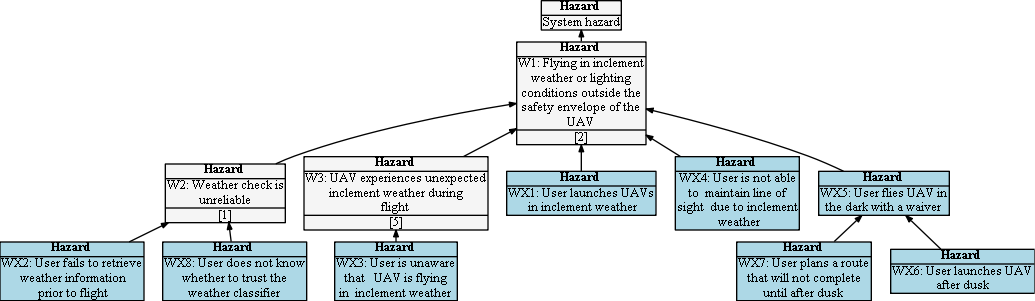 Hazard
System hazard
Hazard
W1: Flying in inclement
weather or lighting
conditions outside the
safety envelope of the
UAV
[2]
Hazard
W2: Weather check is
unreliable
[1]
Hazard
W3: UAV experiences unexpected
inclement weather during
flight
[5]
Hazard
WX1: User launches UAVs
in inclement weather
Hazard
WX4: User is not able
to maintain line of
sight due to inclement
weather
Hazard
WX5: User flies UAV in
the dark with a waiver
Hazard
WX2: User fails to retrieve
weather information
prior to flight
Hazard
WX8: User does not know
whether to trust the
weather classifier
Hazard
WX3: User is unaware
that UAV is flying
in inclement weather
Hazard
WX7: User plans a route
that will not complete
until after dusk
Hazard
WX6: User launches UAV
after dusk